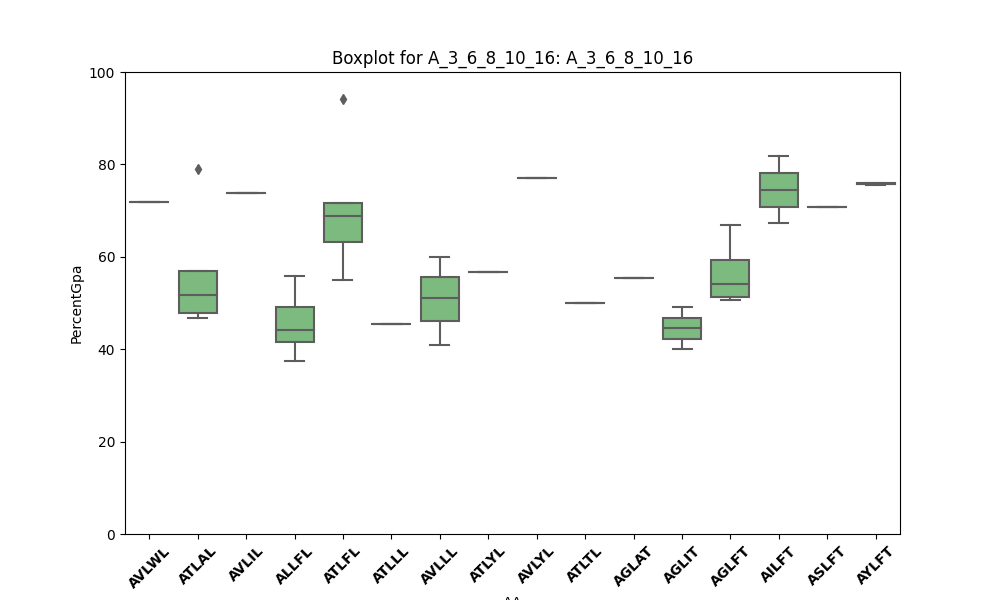 Boxplot for A_3_6_8_10_16: A_3_6_8_10_16
PercentGpa
100
80
60
40
20
0
AVLWL
ATLAL
AVLIL
ALLFL
ATLFL
ATLLL
AVLLL
ATLYL
AVLYL
ATLTL
AGLAT
AGLIT
AGLFT
AILFT
ASLFT
AYLFT